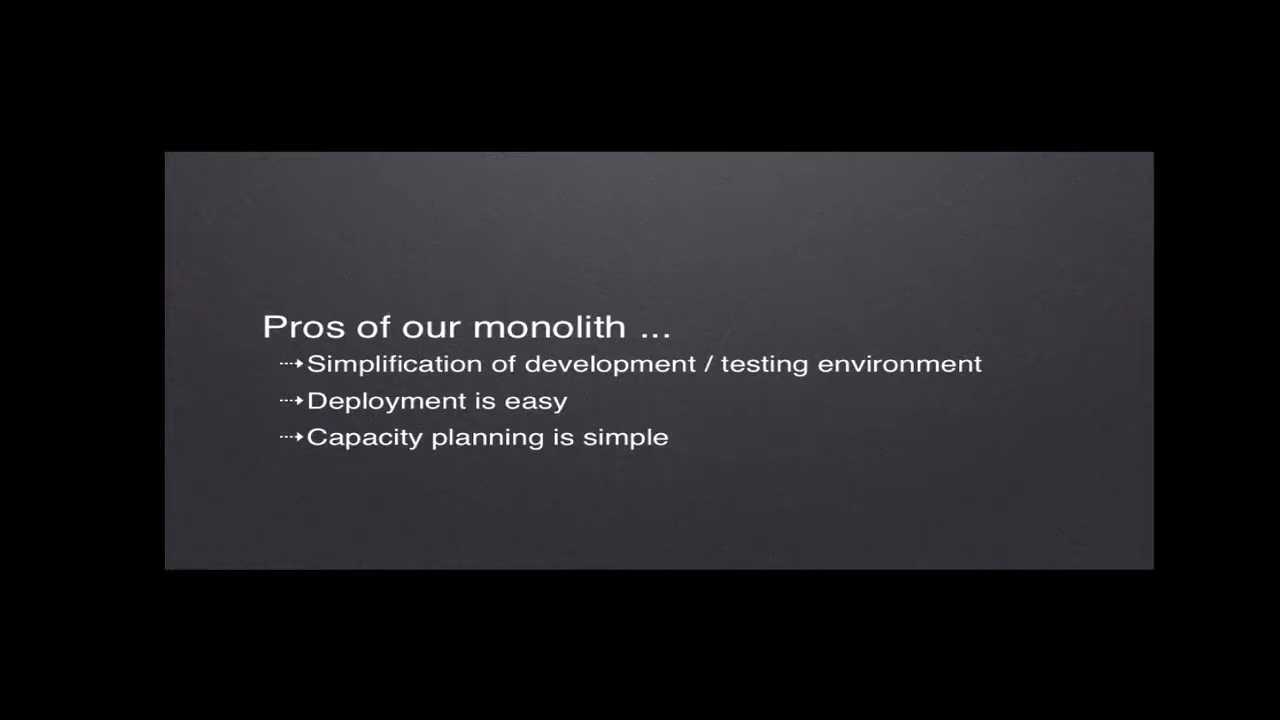 Pros of our monolith ...
⇢Simplification of development / testing environment
⇢Deployment is easy
⇢Capacity planning is simple